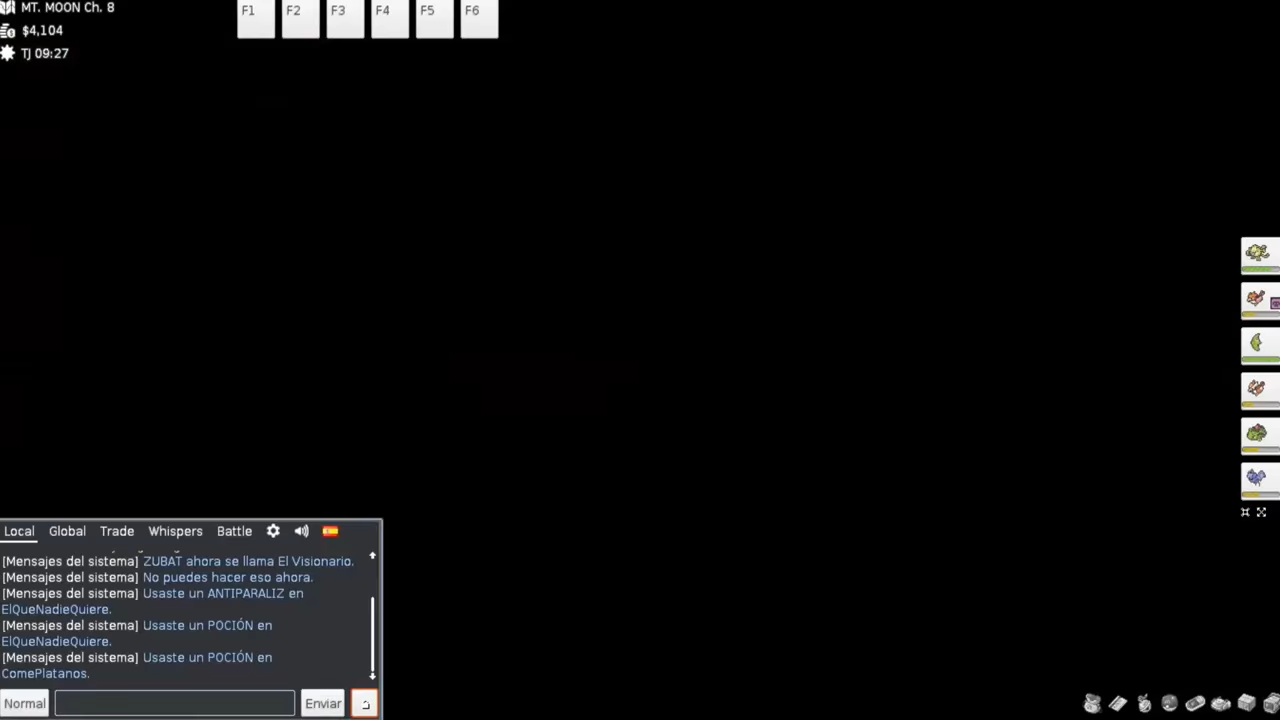 MT. MOON Ch. 8
$4,104
TJ 09:27
F1 F2 F3 F4 F5 F6
Local Global Trade Whispers Battle
[Mensajes del sistema] ZUBAT ahora se llama El Visionario.
[Mensajes del sistema] No puedes hacer eso ahora.
[Mensajes del sistema] Usaste un ANTIPARALIZ en
ElQueNadieQuiere.
[Mensajes del sistema] Usaste un POCIÓN en
ElQueNadieQuiere.
[Mensajes del sistema] Usaste un POCIÓN en
ComePlatanos.
Normal Enviar